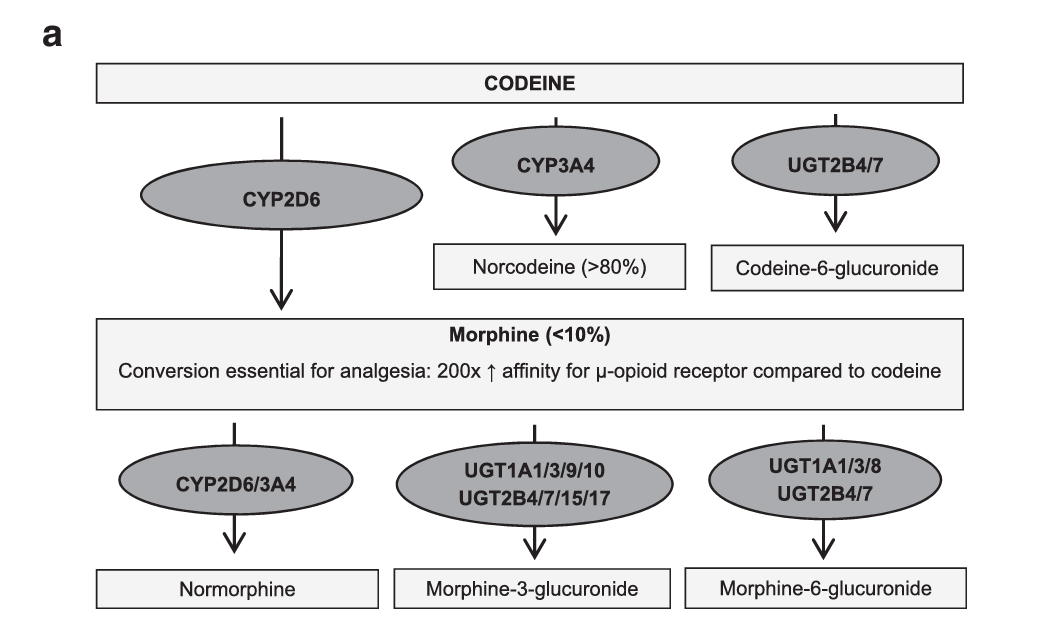 a
CODEINE
CYP2D6
CYP3A4
UGT2B4/7
Norcodeine (>80%)
Codeine-6-glucuronide
Morphine (<10%)
Conversion essential for analgesia: 200x ↑ affinity for μ-opioid receptor compared to codeine
CYP2D6/3A4
UGT1A1/3/9/10
UGT2B4/7/15/17
UGT1A1/3/8
UGT2B4/7
Normorphine
Morphine-3-glucuronide
Morphine-6-glucuronide